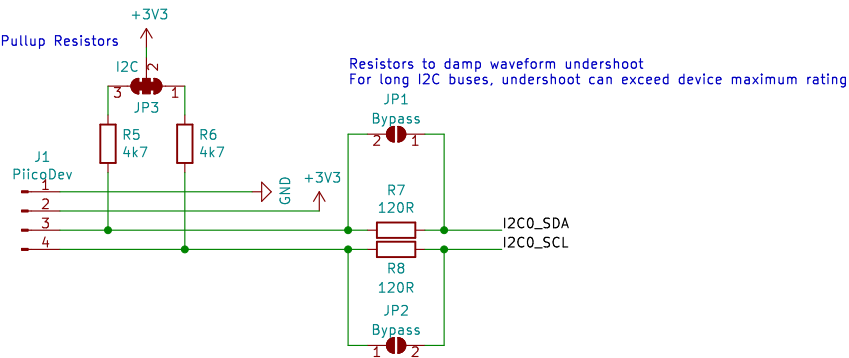 +3V3
Pullup Resistors
I2C
2
3
1
JP3
R5
4k7
R6
4k7
Resistors to damp waveform undershoot
For long I2C buses, undershoot can exceed device maximum rating
JP1
Bypass
2
1
J1
PiicoDev
1
2
3
4
GND
+3V3
R7
120R
I2C0_SDA
I2C0_SCL
R8
120R
JP2
Bypass
1
2